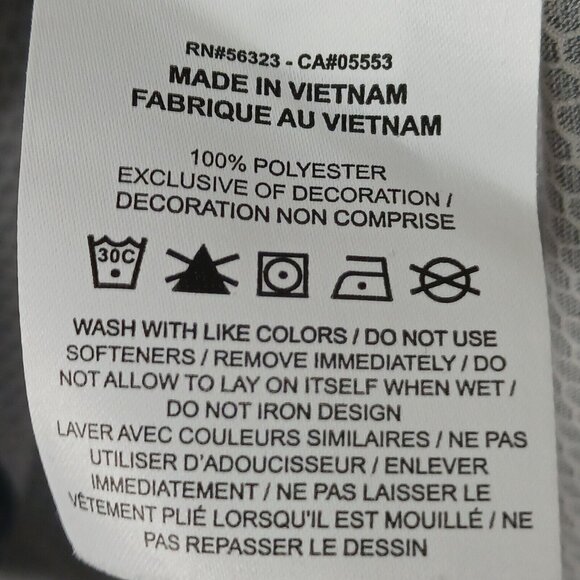 RN#56323 - CA#05553
MADE IN VIETNAM
FABRIQUE AU VIETNAM
100% POLYESTER
EXCLUSIVE OF DECORATION /
DECORATION NON COMPRISE
30C
WASH WITH LIKE COLORS / DO NOT USE
SOFTENERS / REMOVE IMMEDIATELY / DO
NOT ALLOW TO LAY ON ITSELF WHEN WET /
DO NOT IRON DESIGN
LAVER AVEC COULEURS SIMILAIRES / NE PAS
UTILISER D'ADOUCISSEUR / ENLEVER
IMMEDIATEMENT / NE PAS LAISSER LE
VÊTEMENT PLIÉ LORSQU'IL EST MOUILLÉ / NE
PAS REPASSER LE DESSIN